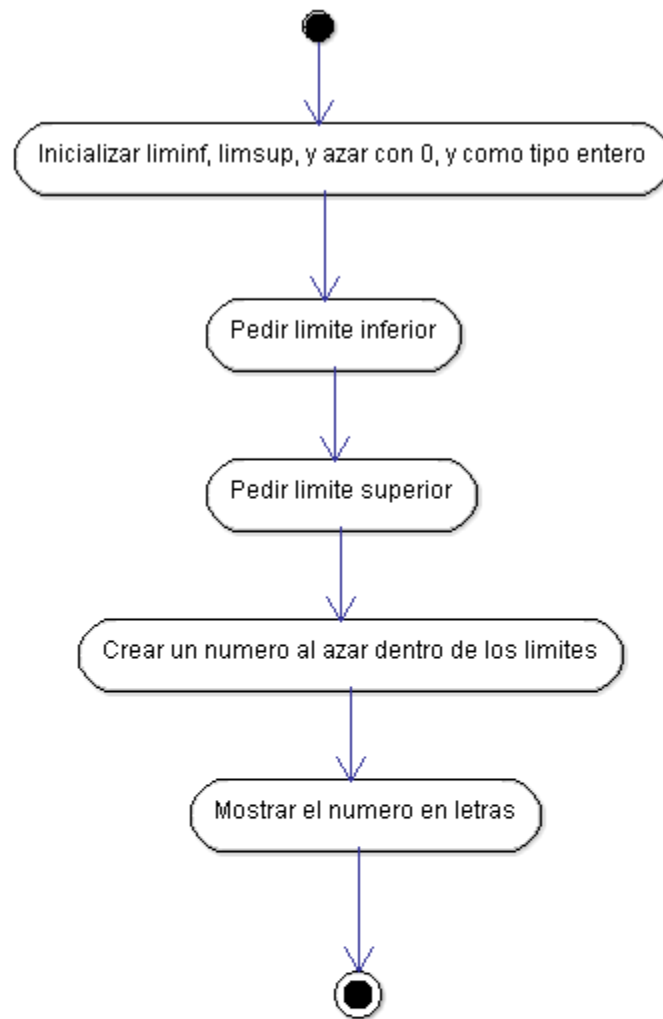 Inicializar liminf, limsup, y azar con 0, y como tipo entero
Pedir limite inferior
Pedir limite superior
Crear un numero al azar dentro de los limites
Mostrar el numero en letras